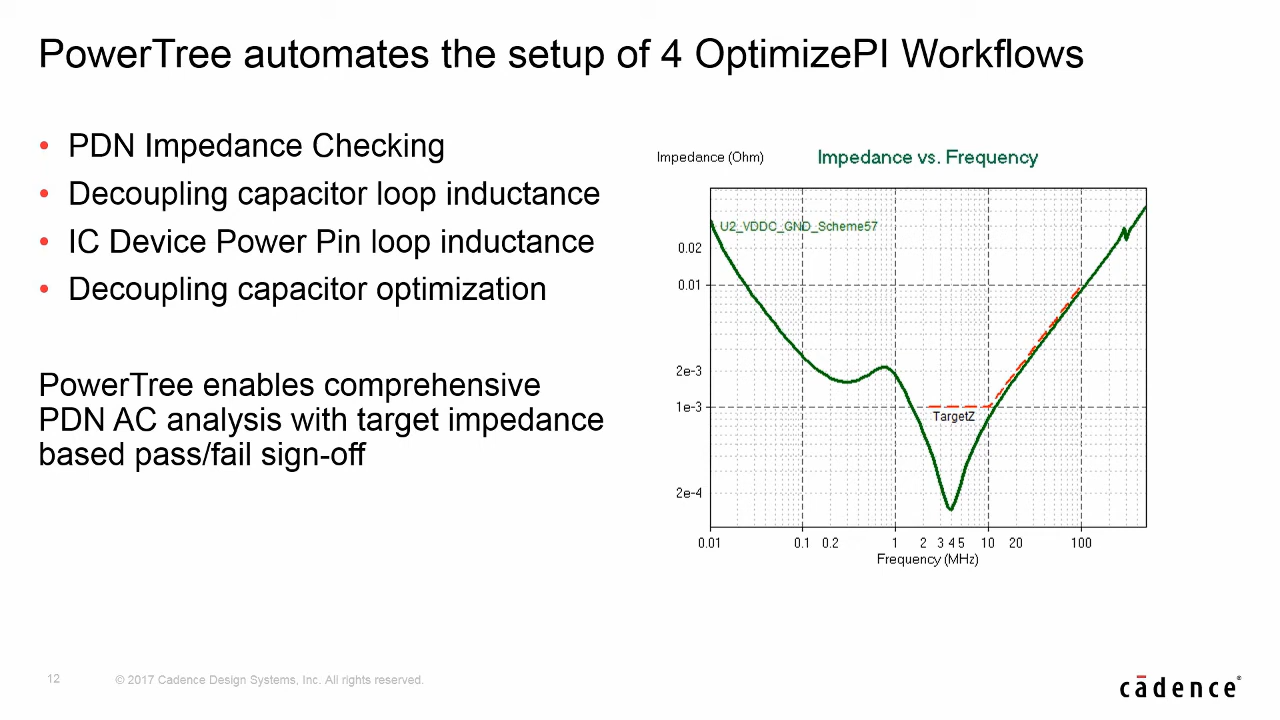 PowerTree automates the setup of 4 OptimizePI Workflows
• PDN Impedance Checking
• Decoupling capacitor loop inductance
• IC Device Power Pin loop inductance
• Decoupling capacitor optimization
PowerTree enables comprehensive
PDN AC analysis with target impedance
based pass/fail sign-off
Impedance (Ohm)
Impedance vs. Frequency
U2_VDDC_GND_Scheme57
0.02
0.01
2e-3
1e-3
TargetZ
2e-4
0.01 0.1 0.2 1 2 3 4 5 10 20 100
Frequency (MHz)
12
© 2017 Cadence Design Systems, Inc. All rights reserved.
cādence®